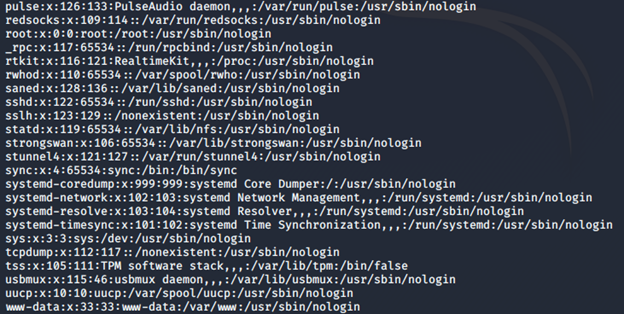 pulse:x:126:133:PulseAudio daemon,,,:/var/run/pulse:/usr/sbin/nologin
redsocks:x:109:114::/var/run/redsocks:/usr/sbin/nologin
root:x:0:0:root:/root:/usr/sbin/nologin
_rpc:x:117:65534::/run/rpcbind:/usr/sbin/nologin
rtkit:x:116:121:RealtimeKit,,,:/proc:/usr/sbin/nologin
rwhod:x:110:65534::/var/spool/rwho:/usr/sbin/nologin
saned:x:128:136::/var/lib/saned:/usr/sbin/nologin
sshd:x:122:65534::/run/sshd:/usr/sbin/nologin
sslh:x:123:129::/nonexistent:/usr/sbin/nologin
statd:x:119:65534::/var/lib/nfs:/usr/sbin/nologin
strongswan:x:106:65534::/var/lib/strongswan:/usr/sbin/nologin
stunnel4:x:121:127::/var/run/stunnel4:/usr/sbin/nologin
sync:x:4:65534:sync:/bin:/bin/sync
systemd-coredump:x:999:999:systemd Core Dumper:/:/usr/sbin/nologin
systemd-network:x:102:103:systemd Network Management,,,:/run/systemd:/usr/sbin/nologin
systemd-resolve:x:103:104:systemd Resolver,,,:/run/systemd:/usr/sbin/nologin
systemd-timesync:x:101:102:systemd Time Synchronization,,,:/run/systemd:/usr/sbin/nologin
sys:x:3:3:sys:/dev:/usr/sbin/nologin
tcpdump:x:112:117::/nonexistent:/usr/sbin/nologin
tss:x:105:111:TPM software stack,,,:/var/lib/tpm:/bin/false
usbmux:x:115:46:usbmux daemon,,,:/var/lib/usbmux:/usr/sbin/nologin
uucp:x:10:10:uucp:/var/spool/uucp:/usr/sbin/nologin
www-data:x:33:33:www-data:/var/www:/usr/sbin/nologin